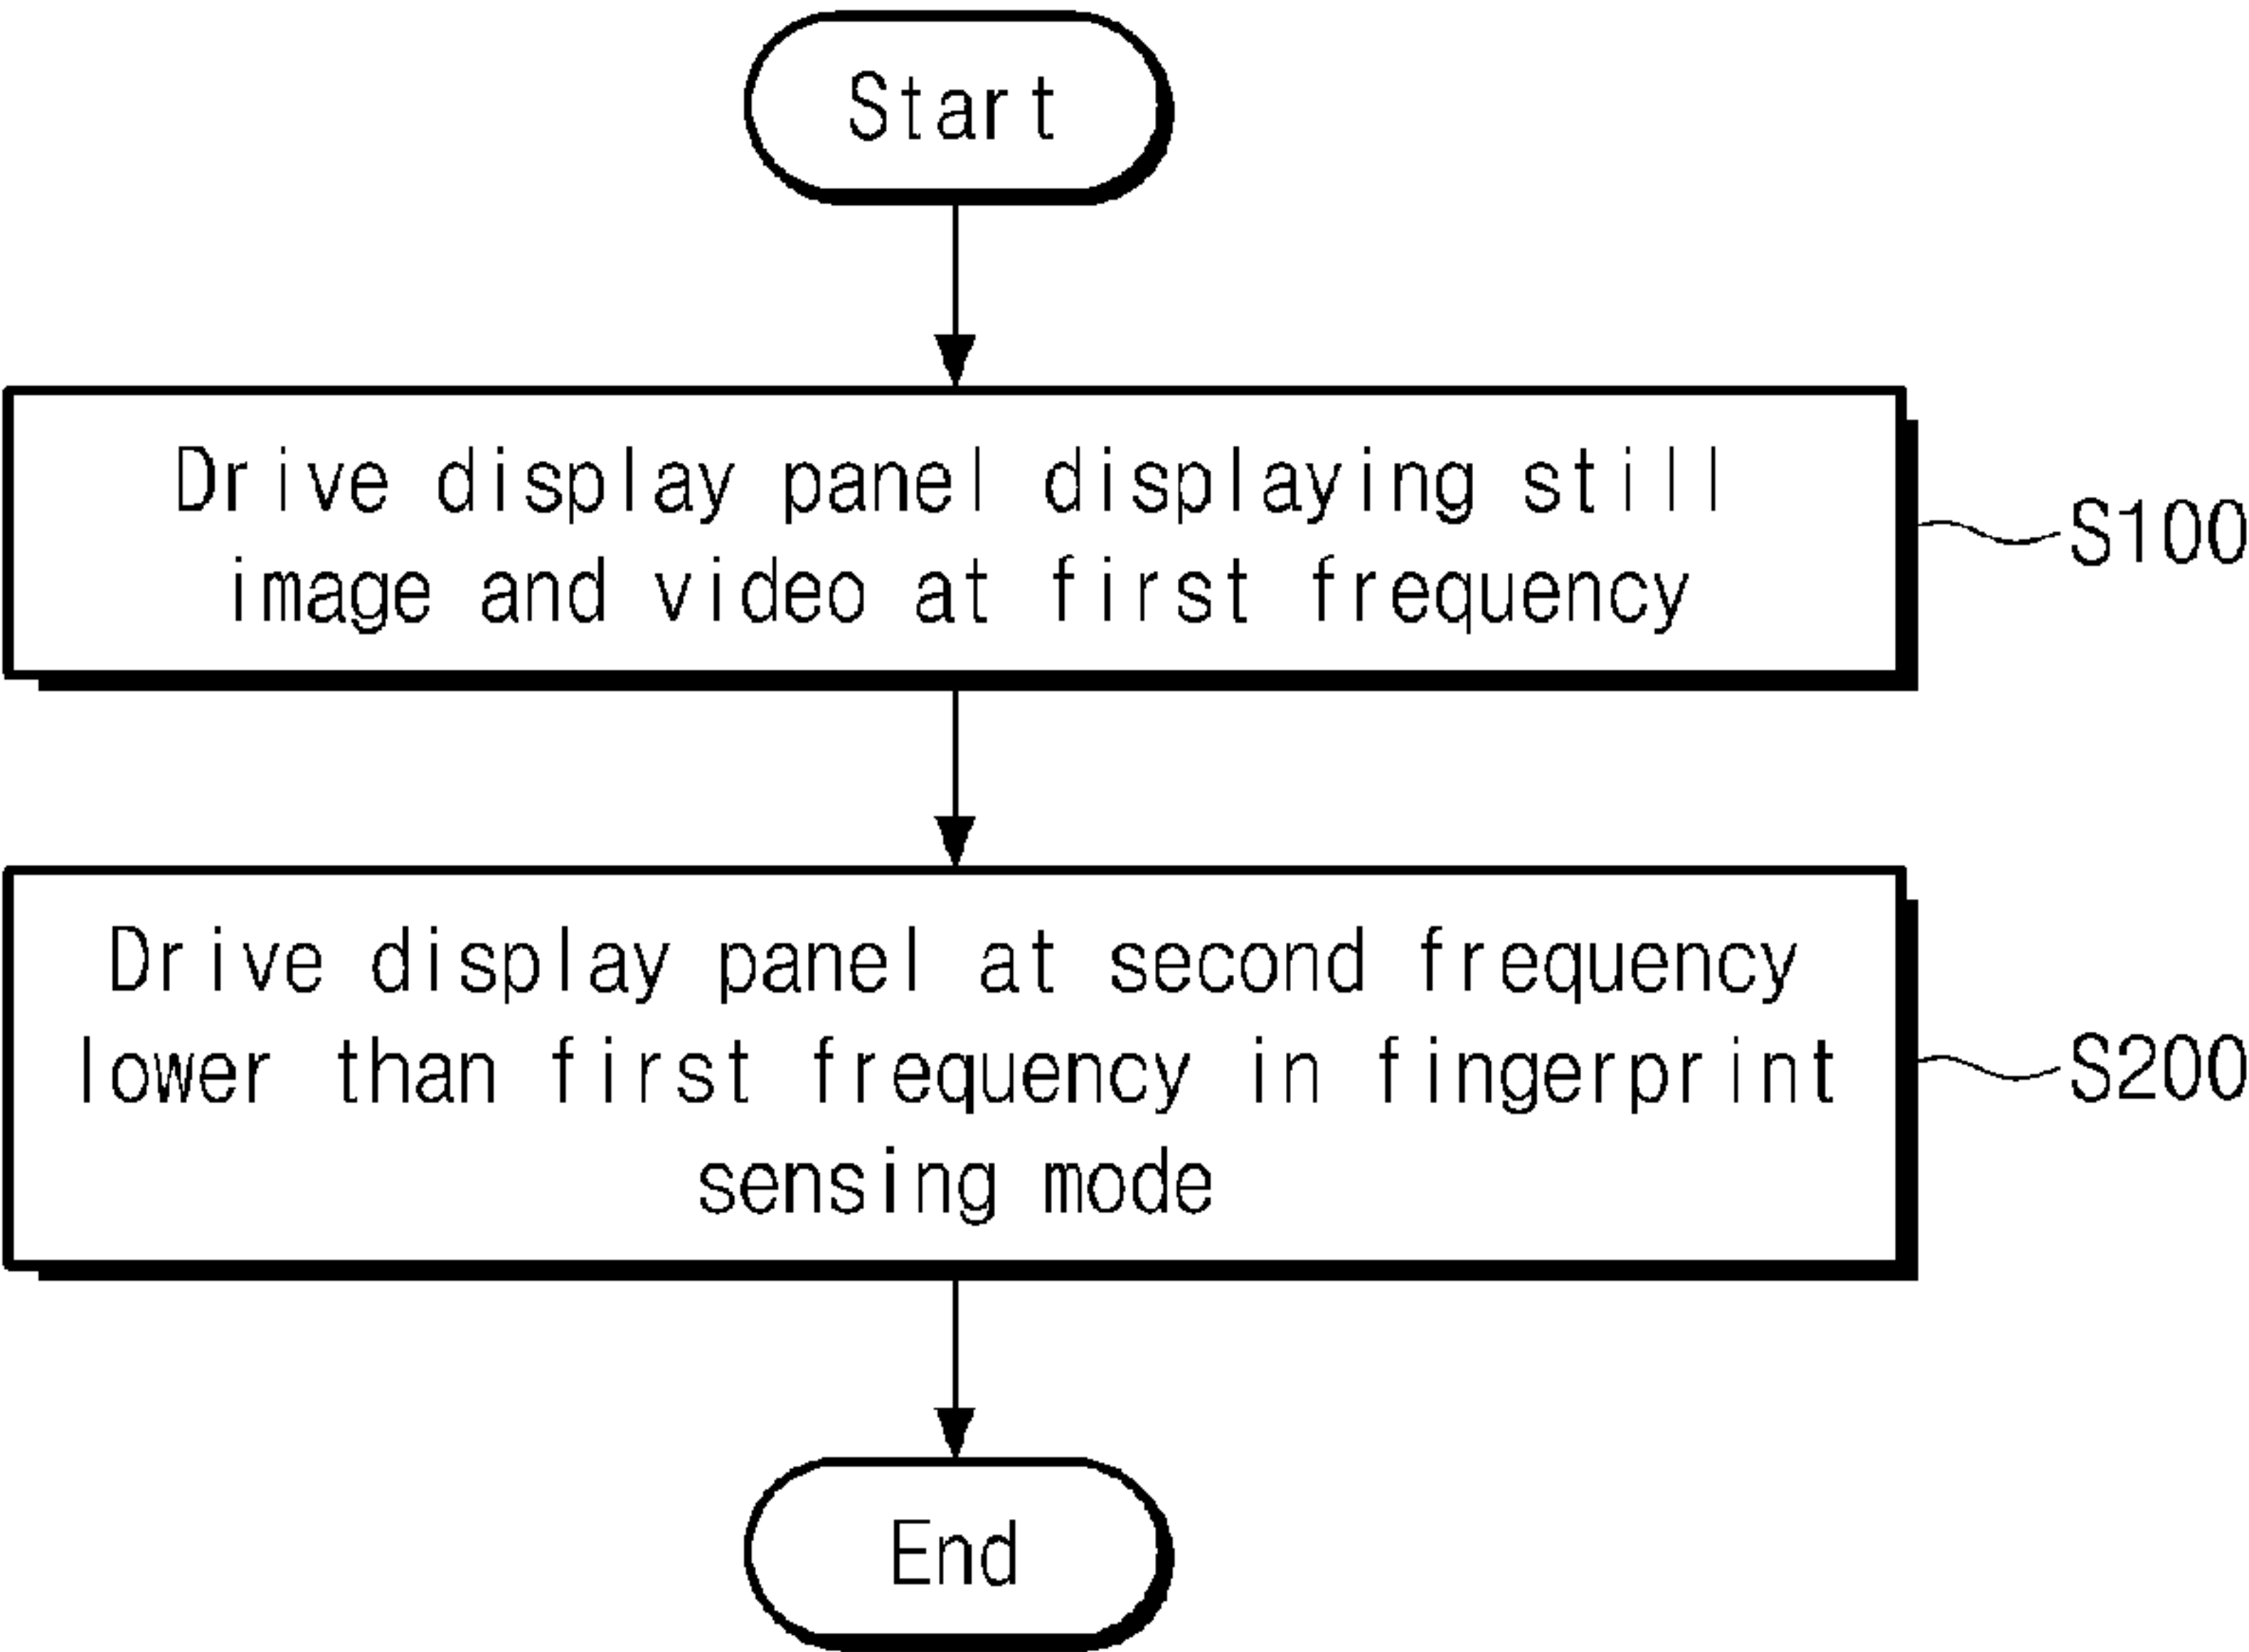 Start
Drive display panel displaying still
image and video at first frequency
S100
Drive display panel at second frequency
lower than first frequency in fingerprint
sensing mode
S200
End